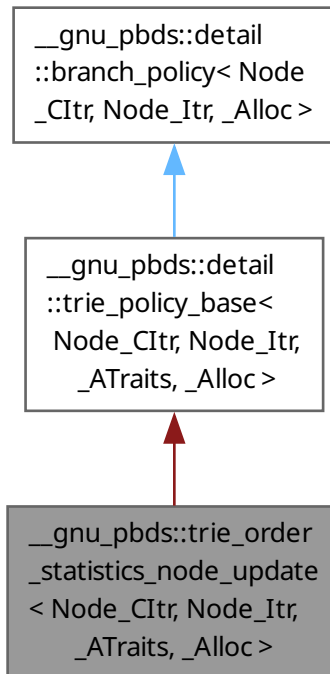 __gnu_pbds::detail
::branch_policy< Node
_CItr, Node_Itr, _Alloc >
__gnu_pbds::detail
::trie_policy_base<
Node_CItr, Node_Itr,
_ATraits, _Alloc >
__gnu_pbds::trie_order
_statistics_node_update
< Node_CItr, Node_Itr,
_ATraits, _Alloc >